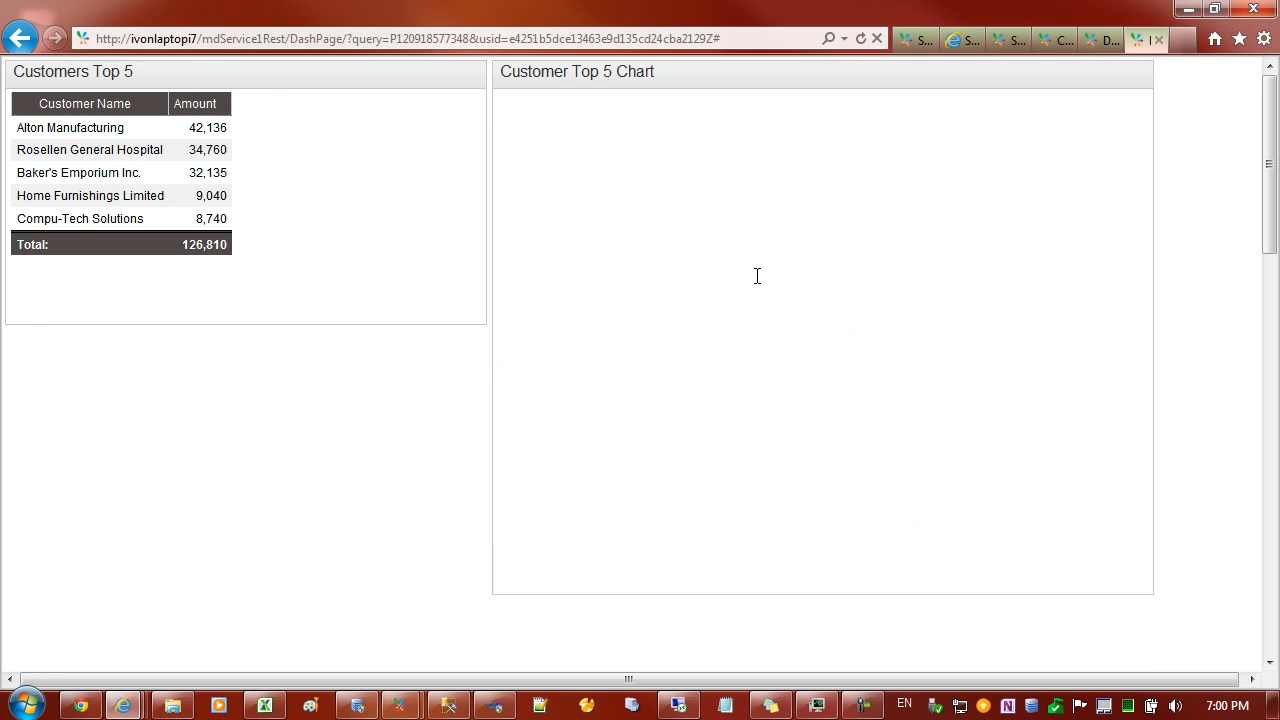 http://ivonlaptopi7/mdService1Rest/DashPage/?query=P120918577348&usid=e4251b5dce13463e9d135cd24cba2129Z#
S...
S...
S...
C...
D...
Customers Top 5
Customer Name Amount
Alton Manufacturing 42,136
Rosellen General Hospital 34,760
Baker's Emporium Inc. 32,135
Home Furnishings Limited 9,040
Compu-Tech Solutions 8,740
Total: 126,810
Customer Top 5 Chart
EN
7:00 PM